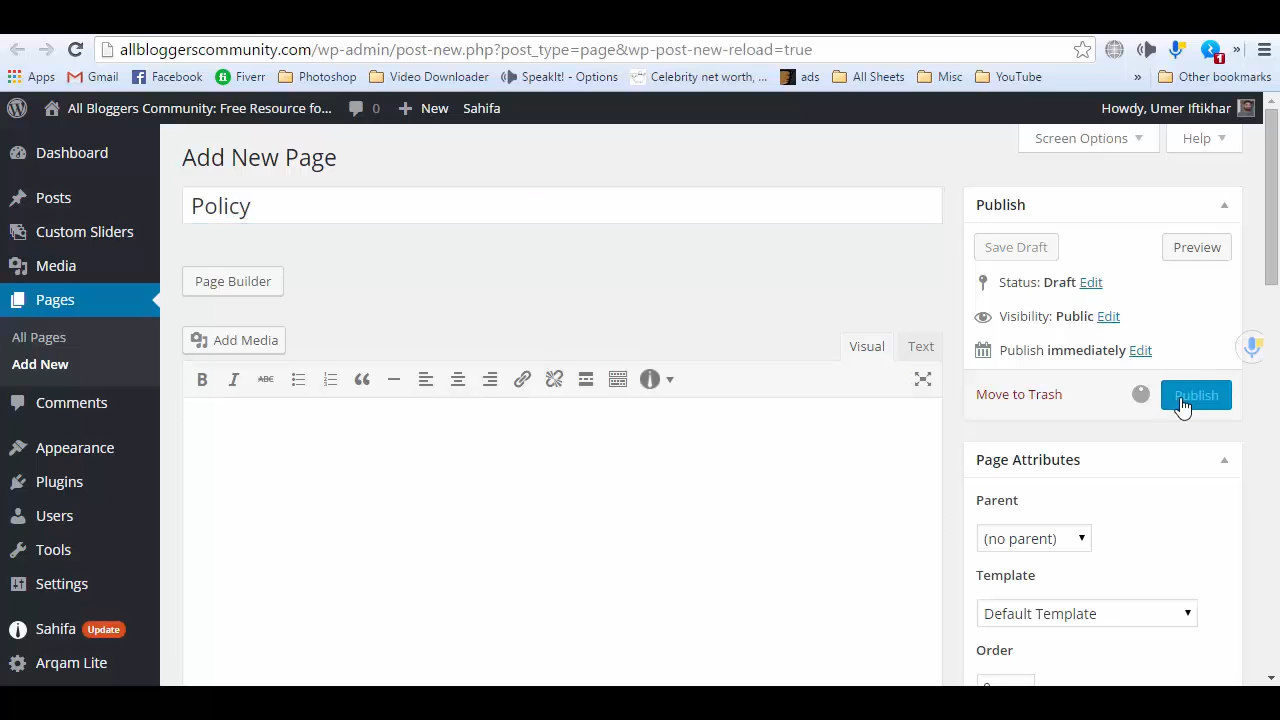 allbloggerscommunity.com/wp-admin/post-new.php?post_type=page&wp-post-new-reload=true
Apps Gmail Facebook Fiverr Photoshop Video Downloader SpeakIt! - Options Celebrity net worth, ... ads All Sheets Misc YouTube » Other bookmarks
All Bloggers Community: Free Resource fo... 0 New Sahifa Howdy, Umer Iftikhar
Screen Options Help
Dashboard
Posts
Custom Sliders
Media
Pages
All Pages
Add New
Comments
Appearance
Plugins
Users
Tools
Settings
Sahifa Update
Arqam Lite
Add New Page
Policy
Page Builder
Add Media
Visual Text
B I ABC
Publish
Save Draft Preview
Status: Draft Edit
Visibility: Public Edit
Publish immediately Edit
Move to Trash Publish
Page Attributes
Parent
(no parent)
Template
Default Template
Order